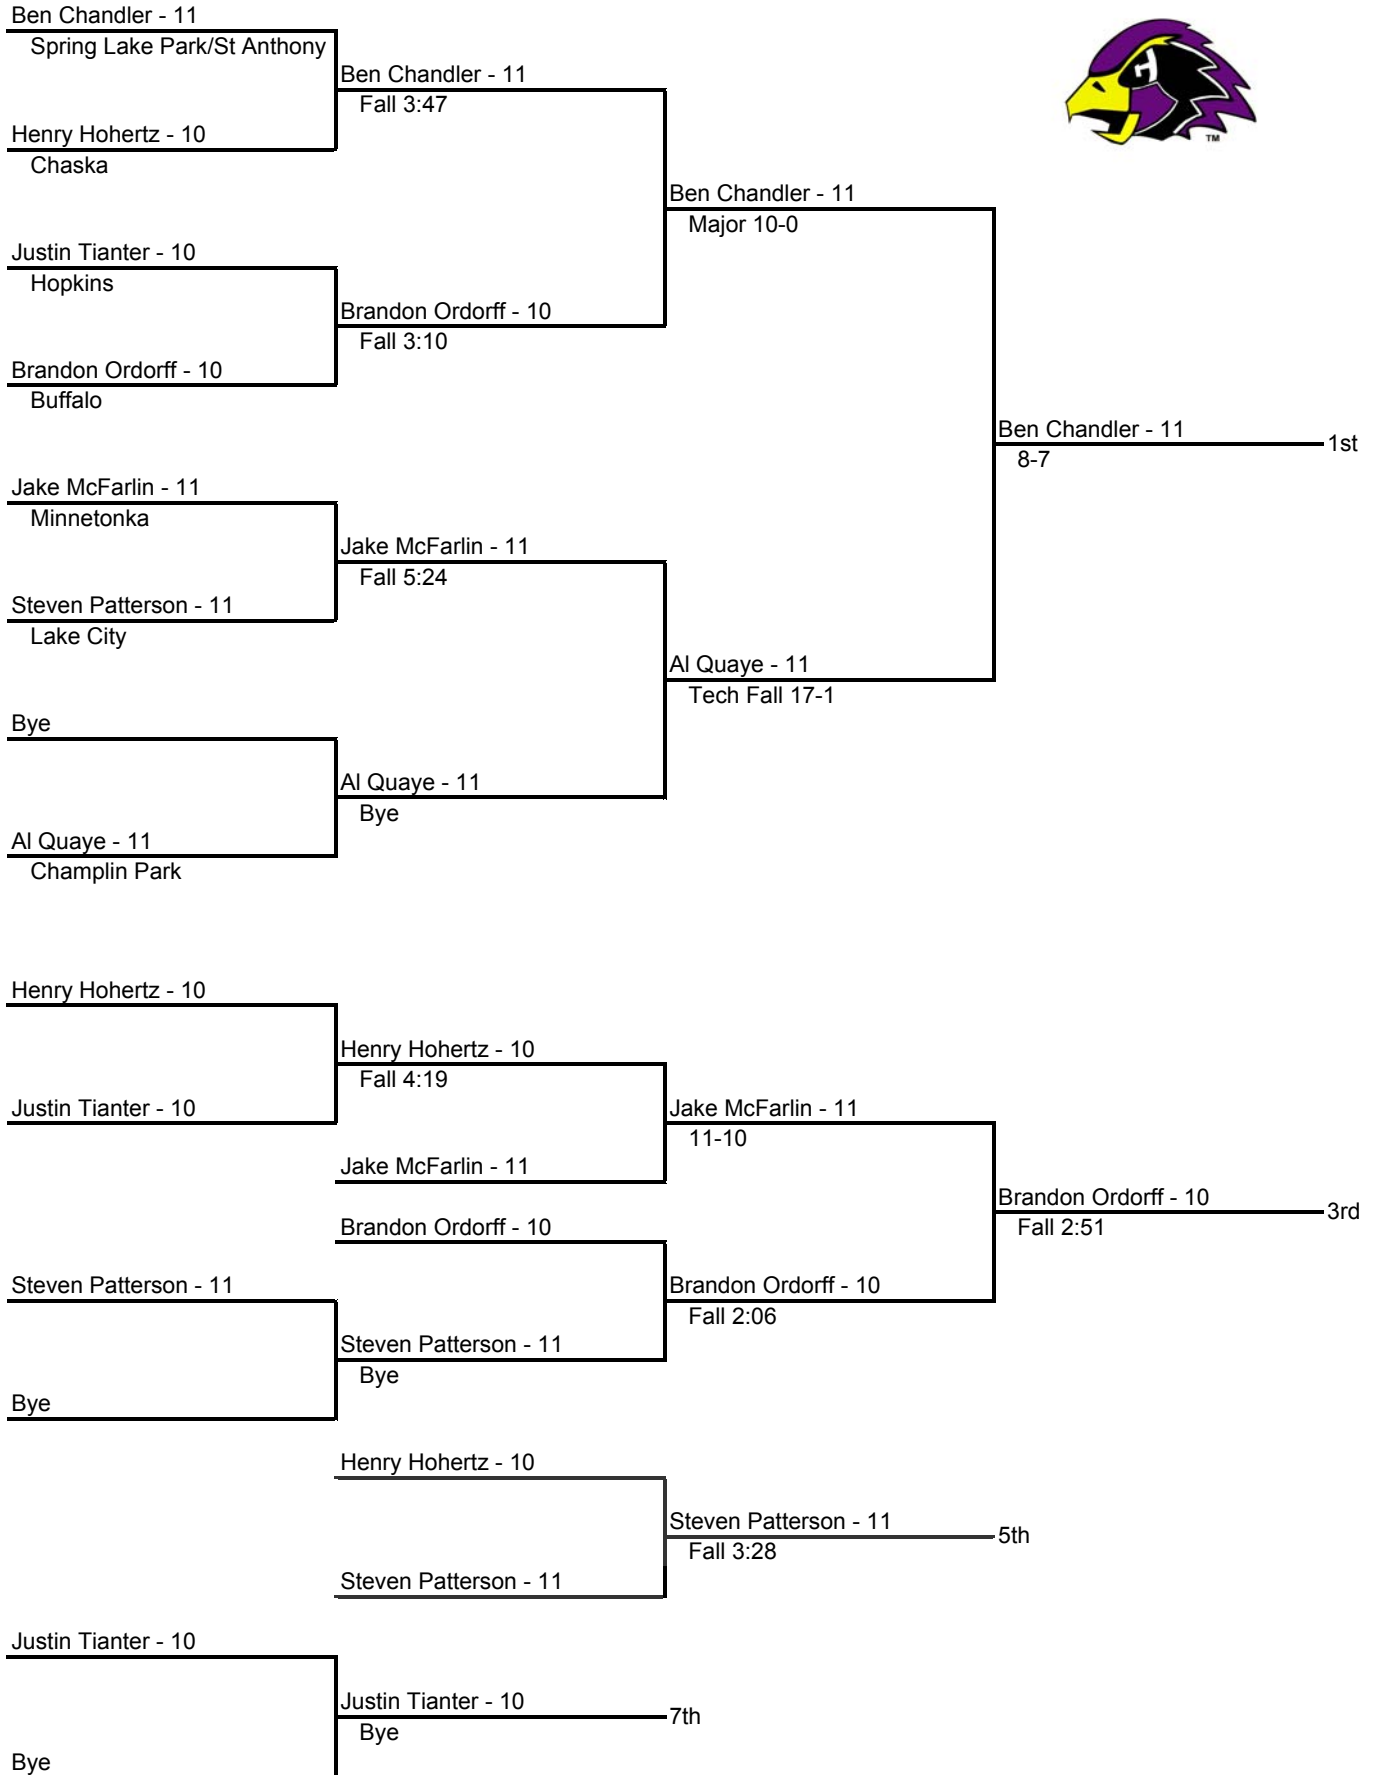 Ben Chandler - 11
Spring Lake Park/St Anthony
Ben Chandler - 11
Fall 3:47
Henry Hohertz - 10
Chaska
TM
Ben Chandler - 11
Major 10-0
Justin Tianter - 10
Hopkins
Brandon Ordorff - 10
Fall 3:10
Brandon Ordorff - 10
Buffalo
Ben Chandler - 11
8-7
1st
Jake McFarlin - 11
Minnetonka
Jake McFarlin - 11
Fall 5:24
Steven Patterson - 11
Lake City
Al Quaye - 11
Tech Fall 17-1
Bye
Al Quaye - 11
Bye
Al Quaye - 11
Champlin Park
Henry Hohertz - 10
Henry Hohertz - 10
Fall 4:19
Justin Tianter - 10
Jake McFarlin - 11
11-10
Jake McFarlin - 11
Brandon Ordorff - 10
Fall 2:51
3rd
Brandon Ordorff - 10
Steven Patterson - 11
Brandon Ordorff - 10
Fall 2:06
Steven Patterson - 11
Bye
Bye
Henry Hohertz - 10
Steven Patterson - 11
Fall 3:28
5th
Steven Patterson - 11
Justin Tianter - 10
Justin Tianter - 10
Bye
7th
Bye